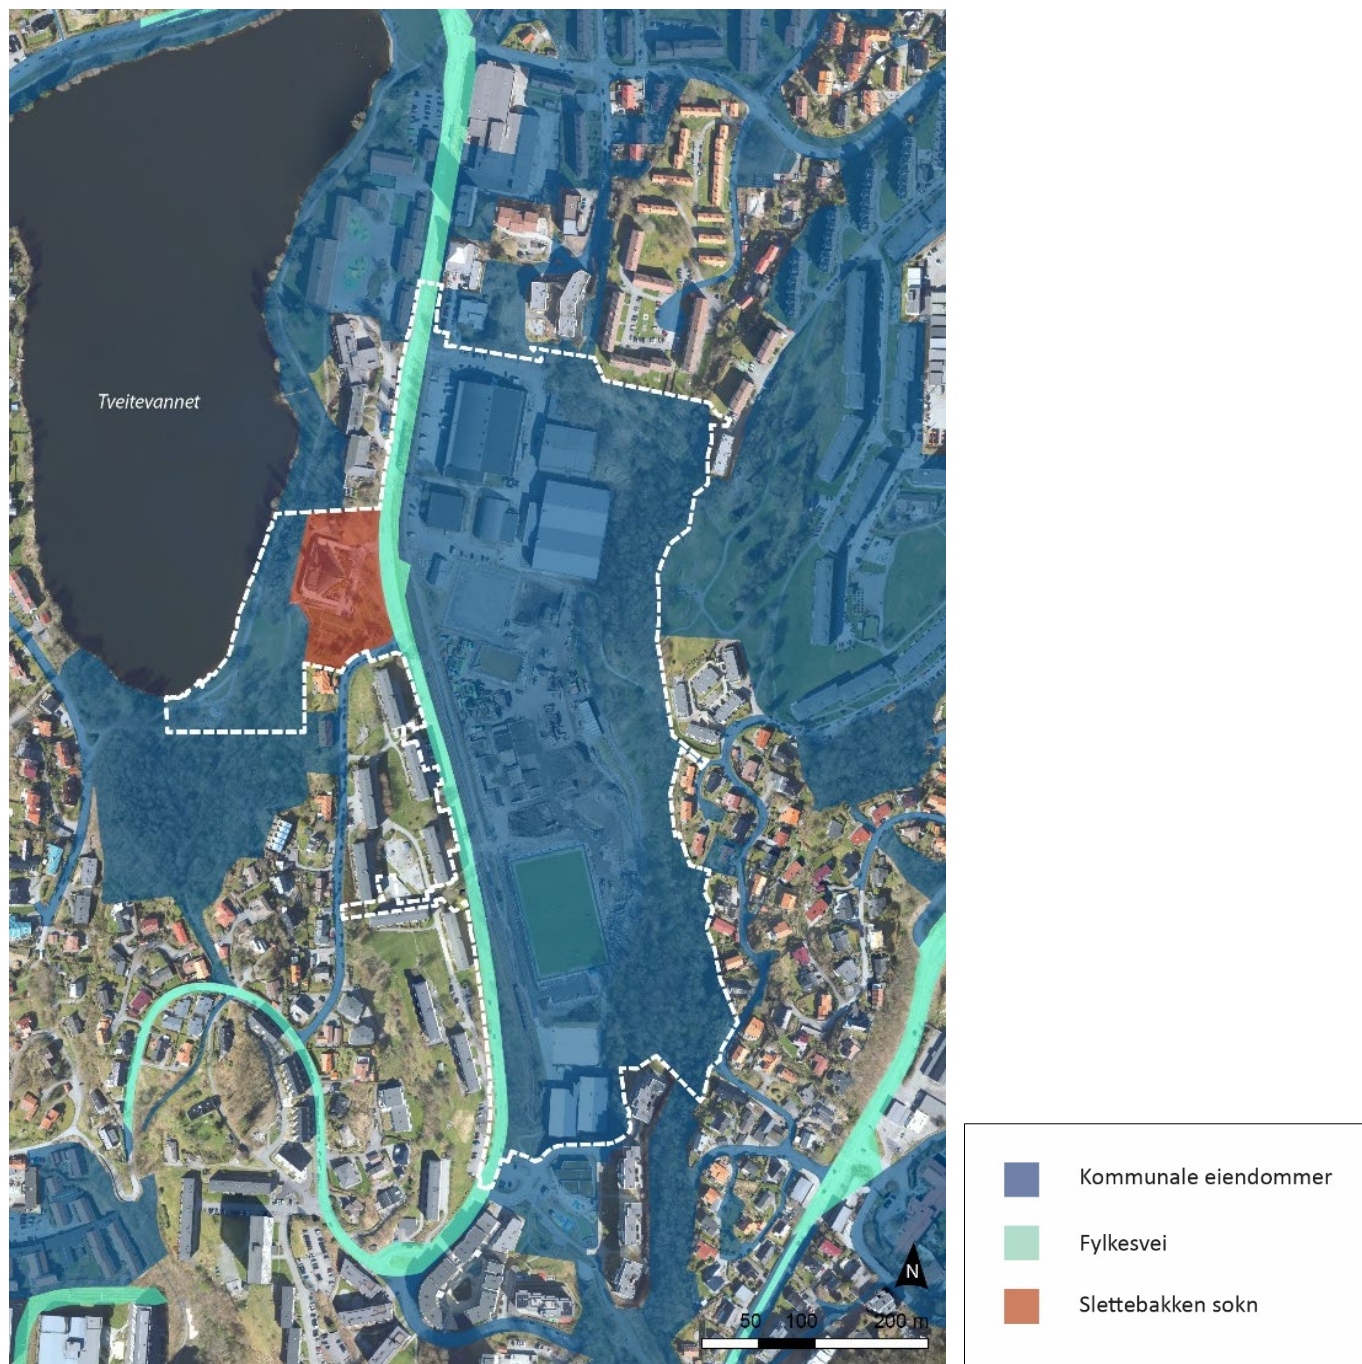 Tveitevannet
N
50 100 200 m
Kommunale eiendommer
Fylkesvei
Slettebakken sokn